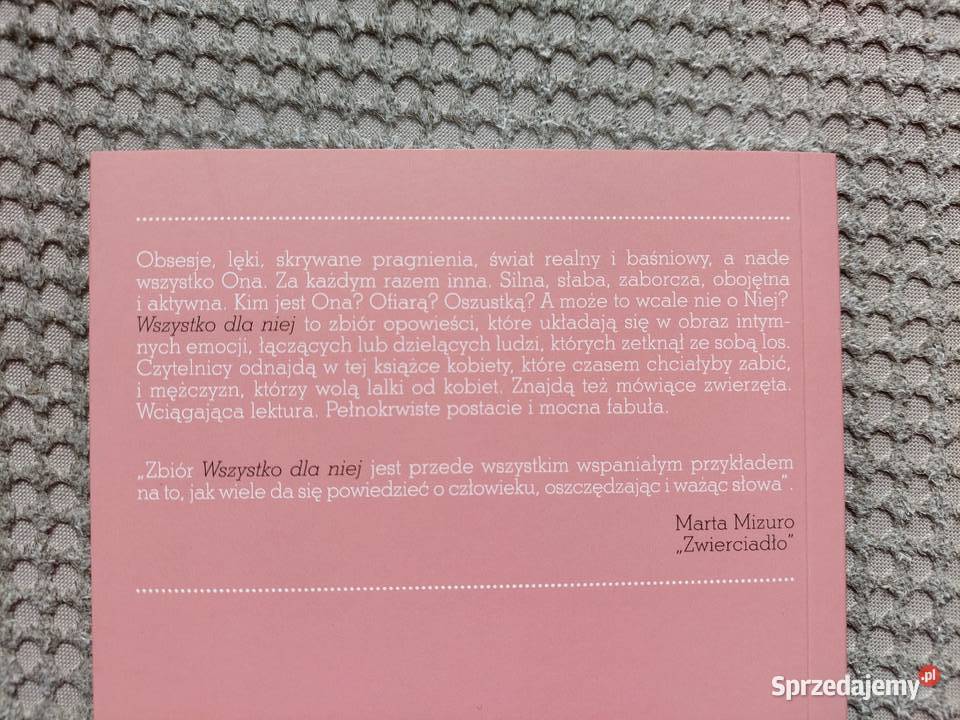 Obsesje, lęki, skrywane pragnienia, świat realny i baśniowy, a nade
wszystko Ona. Za każdym razem inna. Silna, słaba, zaborcza, obojętna
i aktywna. Kim jest Ona? Ofiarą? Oszustką? A może to wcale nie o Niej?
Wszystko dla niej to zbiór opowieści, które układają się w obraz intym-
nych emocji, łączących lub dzielących ludzi, których zetknął ze sobą los.
Czytelnicy odnajdą w tej książce kobiety, które czasem chciałyby zabić,
i mężczyzn, którzy wolą lalki od kobiet. Znajdą też mówiące zwierzęta.
Wciągająca lektura. Pełnokrwiste postacie i mocna fabuła.
„Zbiór Wszystko dla niej jest przede wszystkim wspaniałym przykładem
na to, jak wiele da się powiedzieć o człowieku, oszczędzając i ważąc słowa”.
Marta Mizuro
„Zwierciadło”
Sprzedajemy.pl